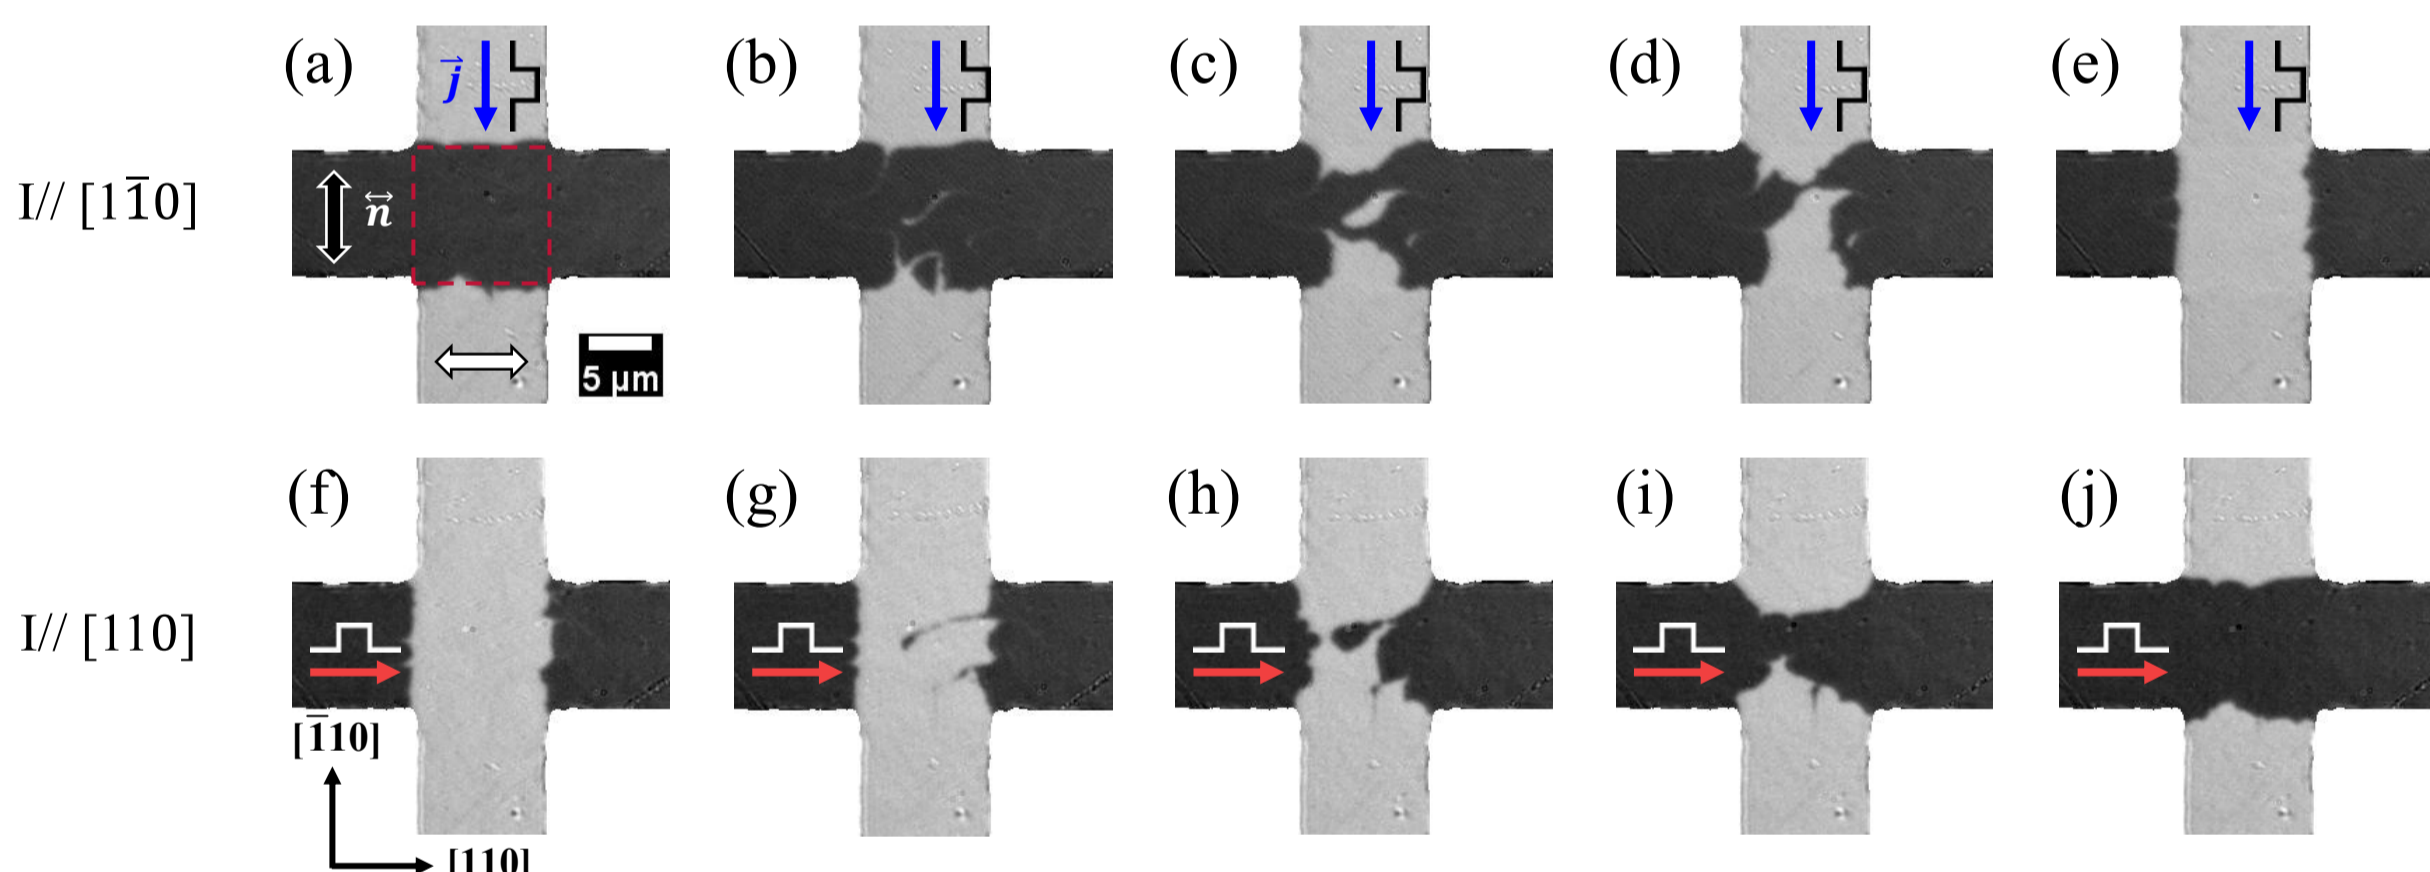 (a) (b) (c) (d) (e)
j⃗
I// [11̅0]
n⃡
5 μm
(f) (g) (h) (i) (j)
I// [110]
[1̅10]
[110]